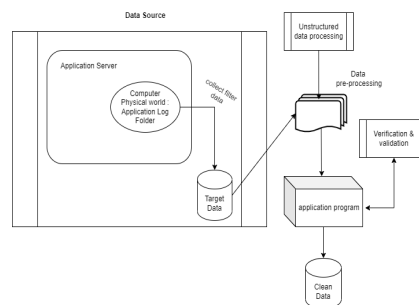 Data Source
Application Server
Computer
Physical world :
Application Log
Folder
collect filter
data
Target
Data
Unstructured
data processing
Data
pre-processing
Verification &
validation
application program
Clean
Data